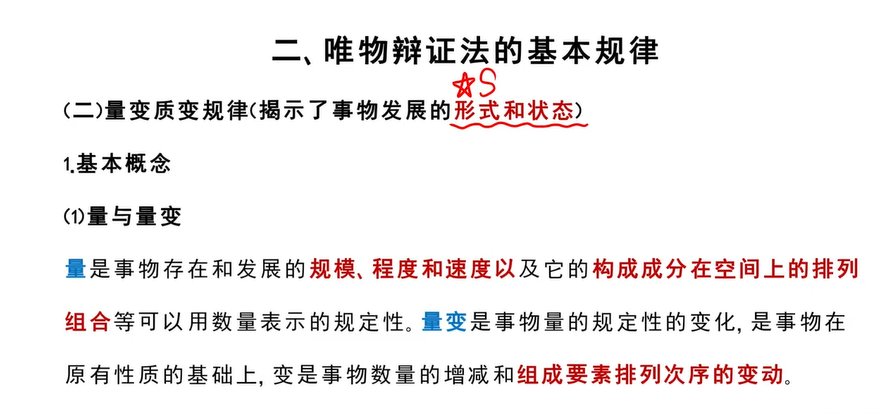 二、唯物辩证法的基本规律
☆S
(二)量变质变规律(揭示了事物发展的形式和状态)
1.基本概念
(1)量与量变
量是事物存在和发展的规模、程度和速度以及它的构成成分在空间上的排列
组合等可以用数量表示的规定性。量变是事物量的规定性的变化,是事物在
原有性质的基础上,变是事物数量的增减和组成要素排列次序的变动。